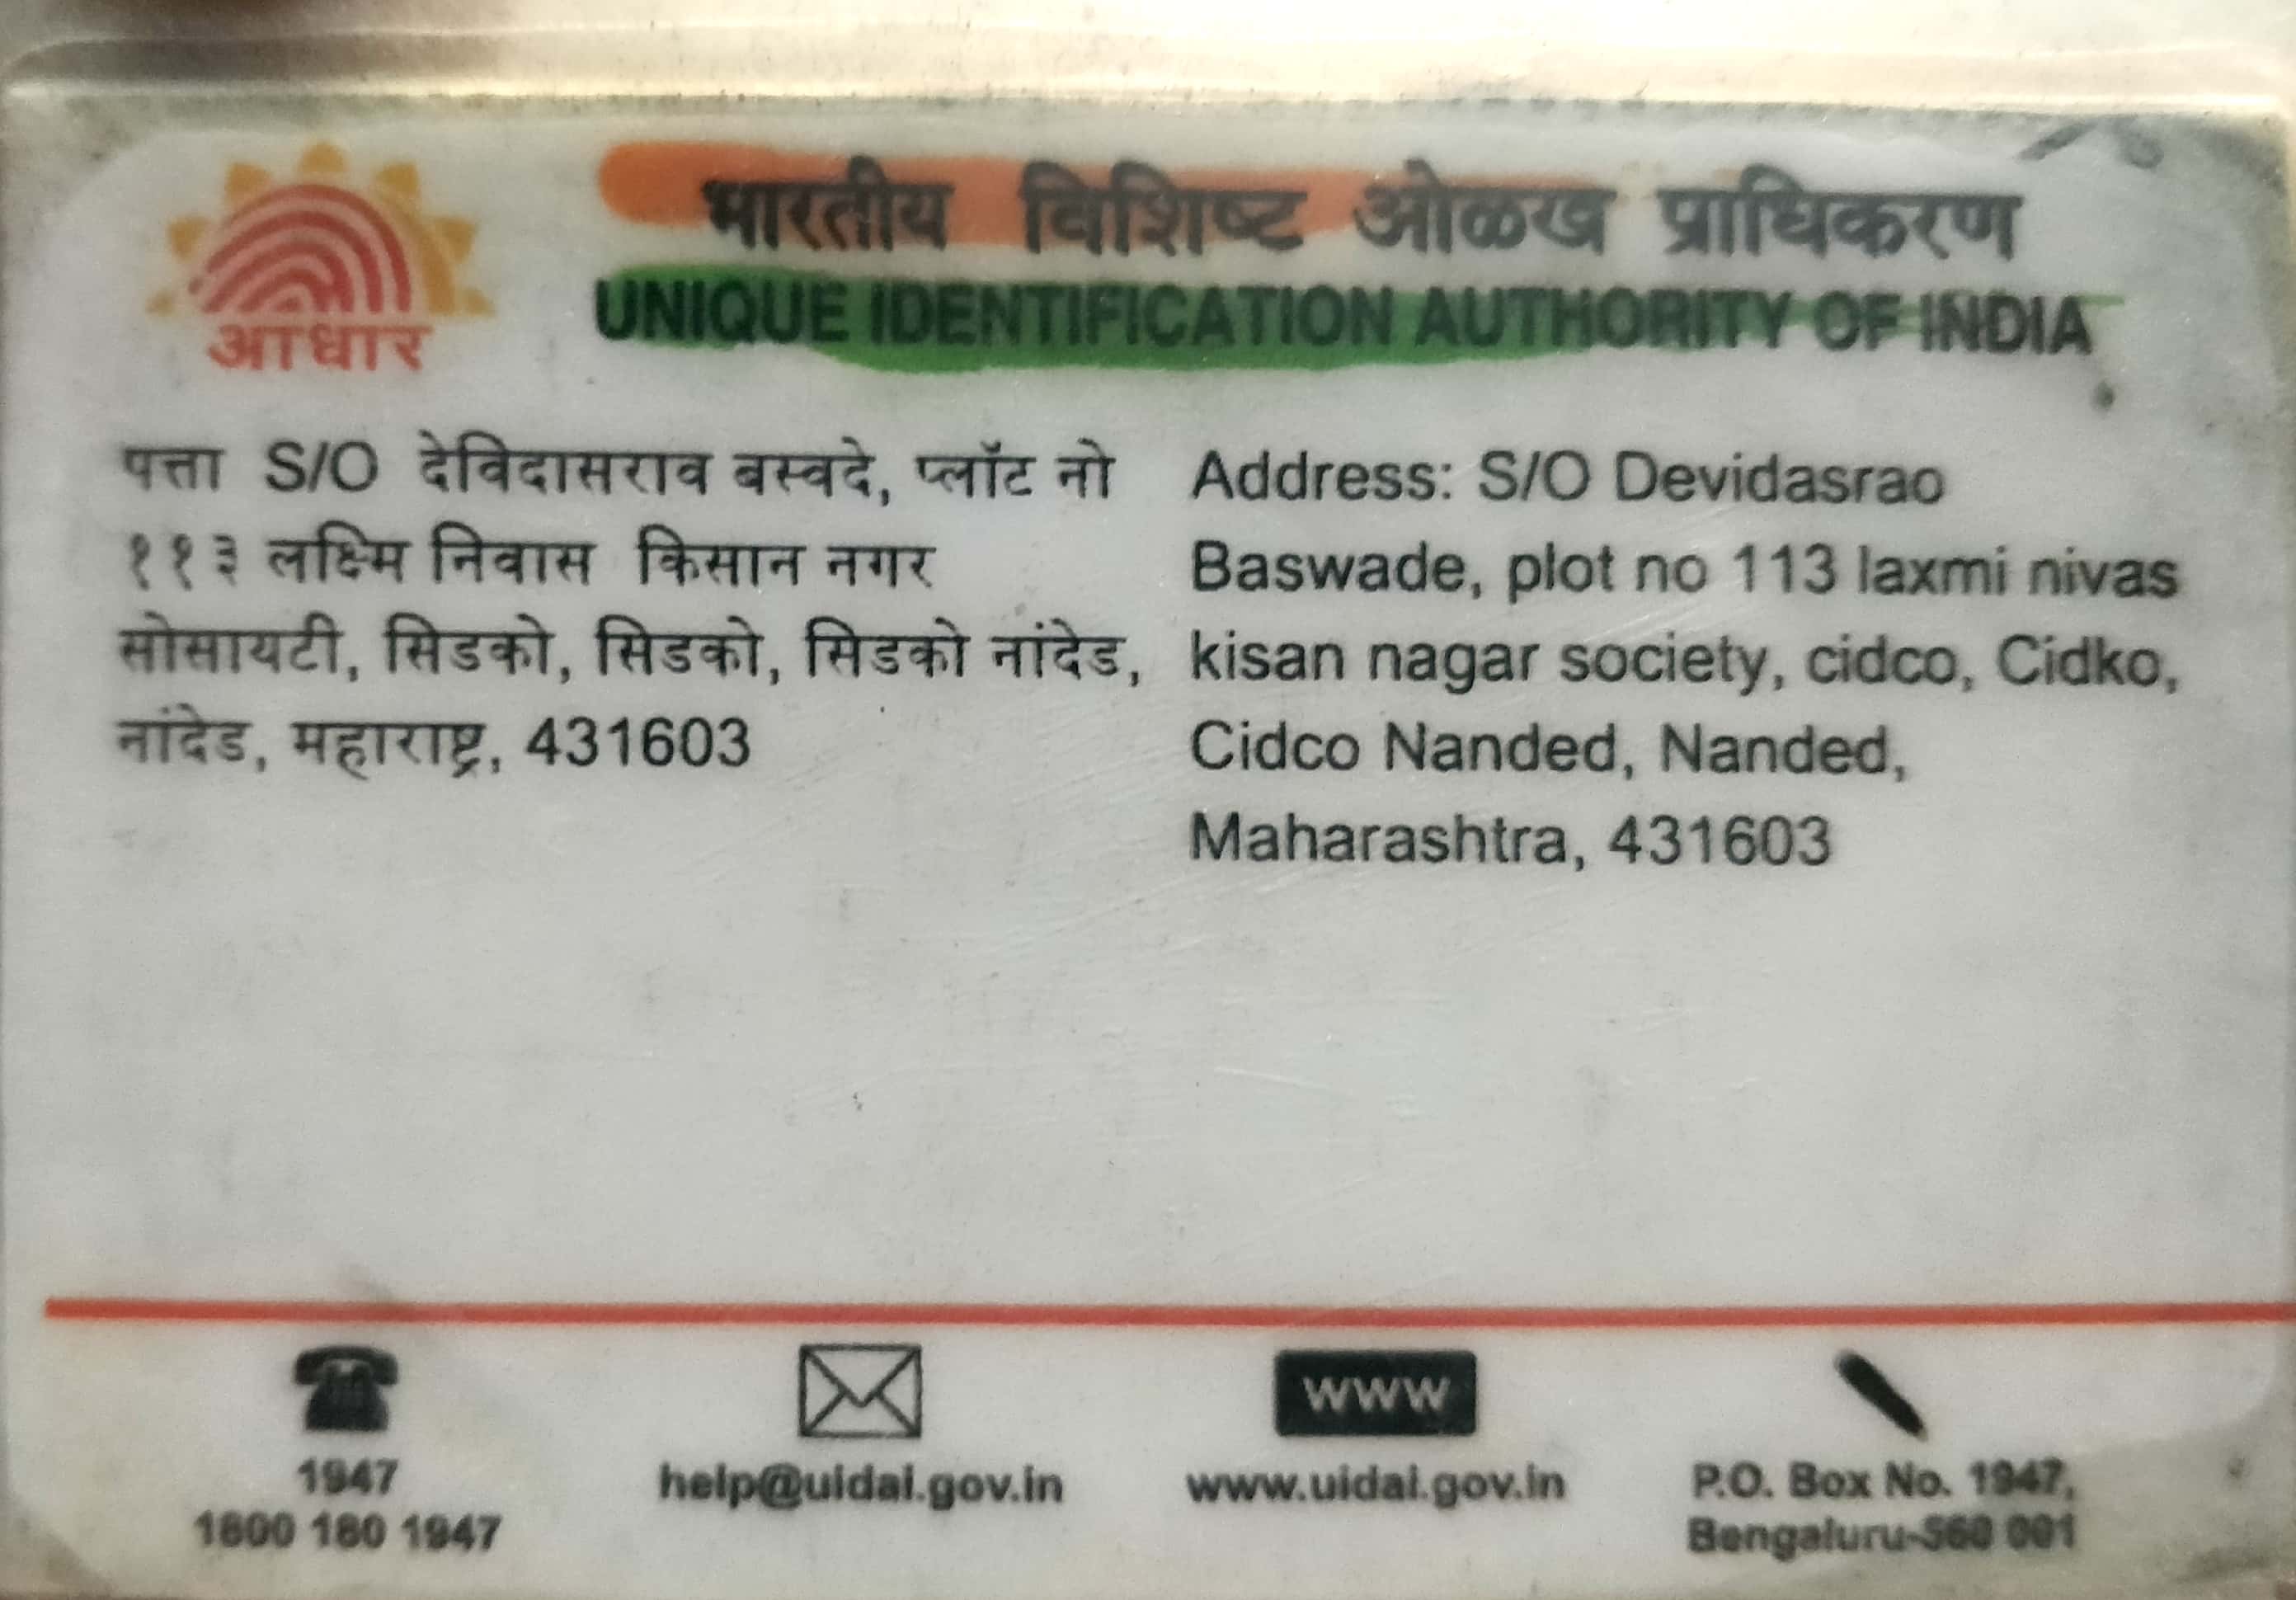 आधार
भारतीय विशिष्ट ओळख प्राधिकरण
UNIQUE IDENTIFICATION AUTHORITY OF INDIA
पत्ता S/O देविदासराव बस्वदे, प्लॉट नो
११३ लक्ष्मि निवास किसान नगर
सोसायटी, सिडको, सिडको, सिडको नांदेड,
नांदेड, महाराष्ट्र, 431603
Address: S/O Devidasrao
Baswade, plot no 113 laxmi nivas
kisan nagar society, cidco, Cidko,
Cidco Nanded, Nanded,
Maharashtra, 431603
1947
1800 180 1947
help@uidai.gov.in
www
www.uidai.gov.in
P.O. Box No. 1947,
Bengaluru-560 001